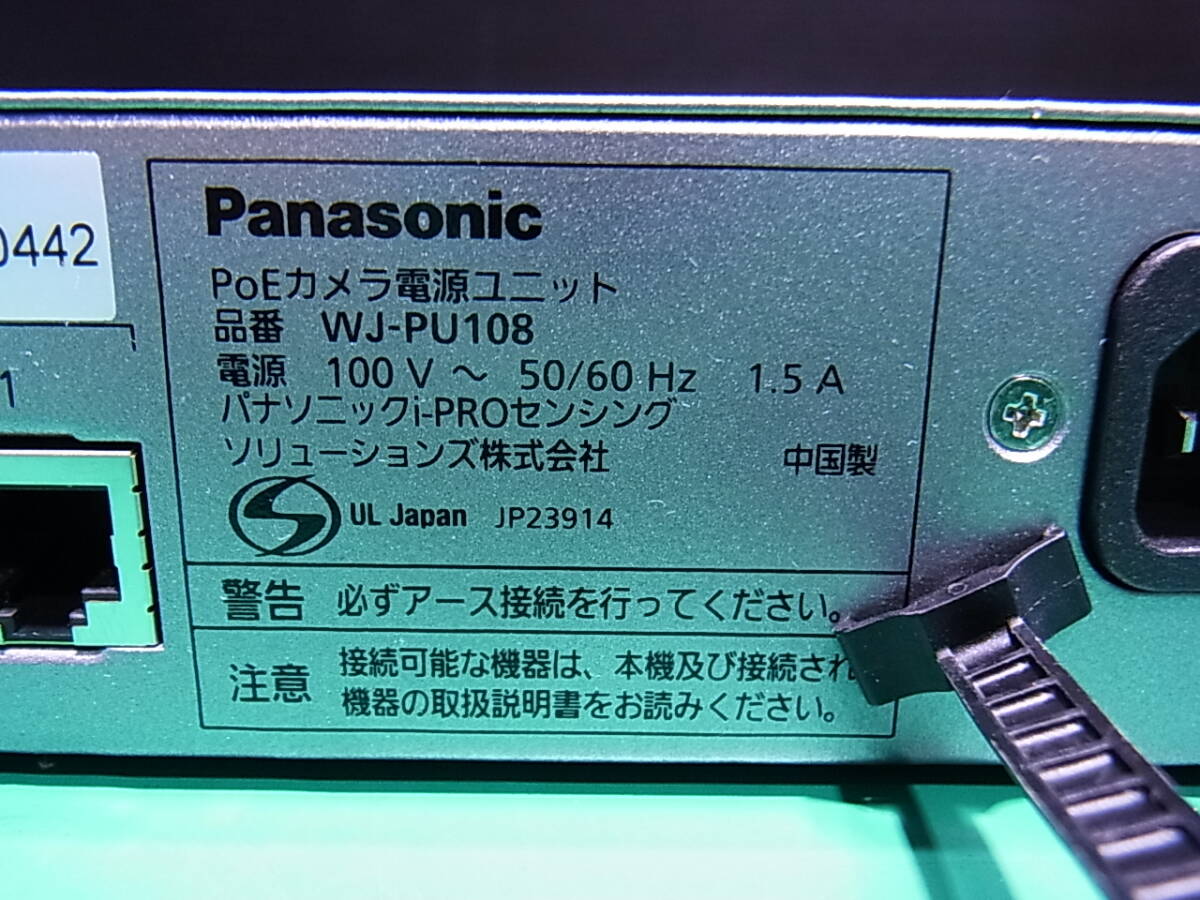 0442
1
Panasonic
PoEカメラ電源ユニット
品番 WJ-PU108
電源 100 V ～ 50/60 Hz 1.5 A
パナソニックi-PROセンシング
ソリューションズ株式会社 中国製
UL Japan JP23914
警告 必ずアース接続を行ってください。
注意 接続可能な機器は、本機及び接続され
機器の取扱説明書をお読みください。